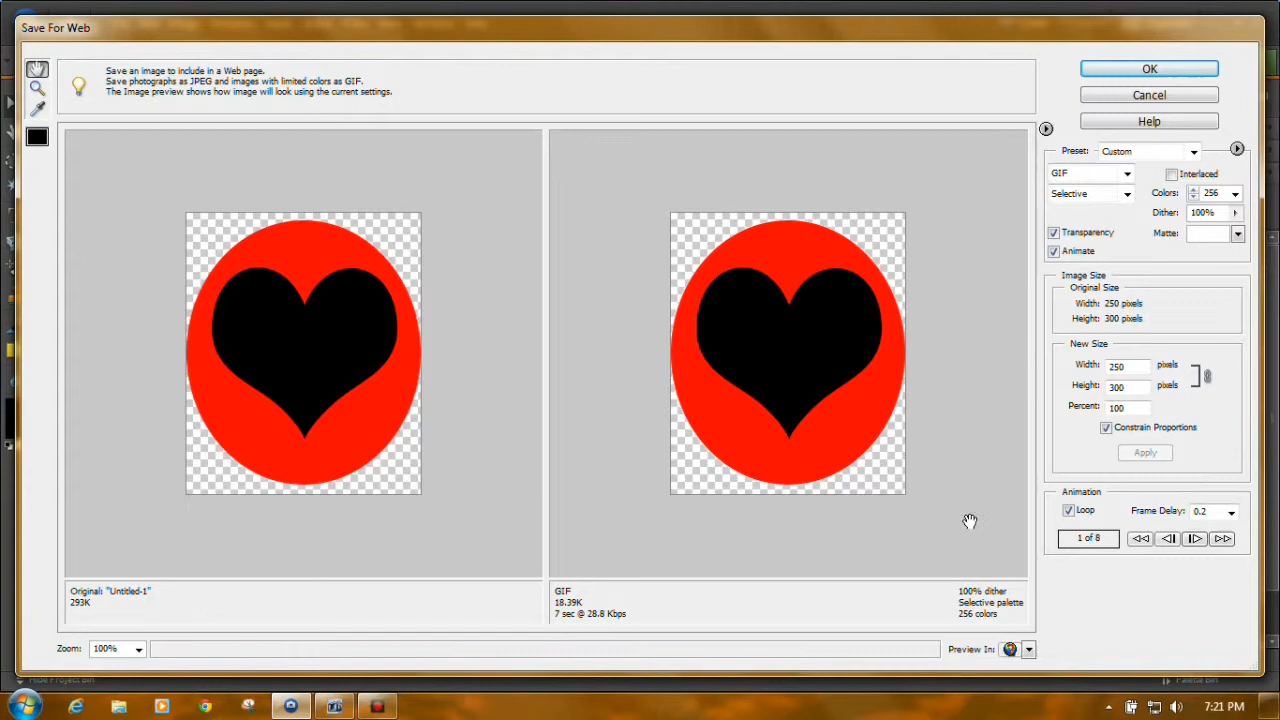 Save For Web
Save an image to include in a Web page.
Save photographs as JPEG and images with limited colors as GIF.
The Image preview shows how image will look using the current settings.
OK
Cancel
Help
Preset: Custom
GIF
Interlaced
Selective
Colors: 256
Dither: 100%
Transparency
Matte:
Animate
Image Size
Original Size
Width: 250 pixels
Height: 300 pixels
New Size
Width: 250 pixels
Height: 300 pixels
Percent: 100
Constrain Proportions
Apply
Animation
Loop
Frame Delay: 0.2
1 of 8
Original: "Untitled-1"
293K
GIF
18.39K
7 sec @ 28.8 Kbps
100% dither
Selective palette
256 colors
Zoom: 100%
Preview In:
Hide Project Bin
Palette Bin
7:21 PM